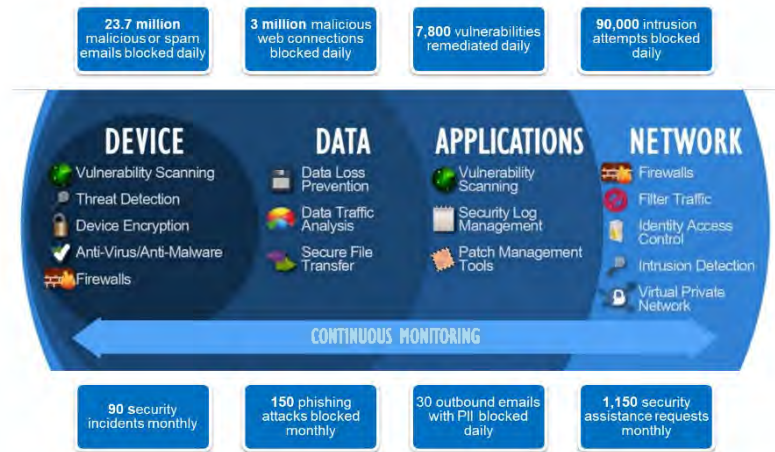 23.7 million
malicious or spam
emails blocked daily
3 million malicious
web connections
blocked daily
7,800 vulnerabilities
remediated daily
90,000 intrusion
attempts blocked
daily
DEVICE
Vulnerability Scanning
Threat Detection
Device Encryption
Anti-Virus/Anti-Malware
Firewalls
DATA
Data Loss
Prevention
Data Traffic
Analysis
Secure File
Transfer
APPLICATIONS
Vulnerability
Scanning
Security Log
Management
Patch Management
Tools
NETWORK
Firewalls
Filter Traffic
Identity Access
Control
Intrusion Detection
Virtual Private
Network
CONTINUOUS MONITORING
90 security
incidents monthly
150 phishing
attacks blocked
monthly
30 outbound emails
with PII blocked
daily
1,150 security
assistance requests
monthly